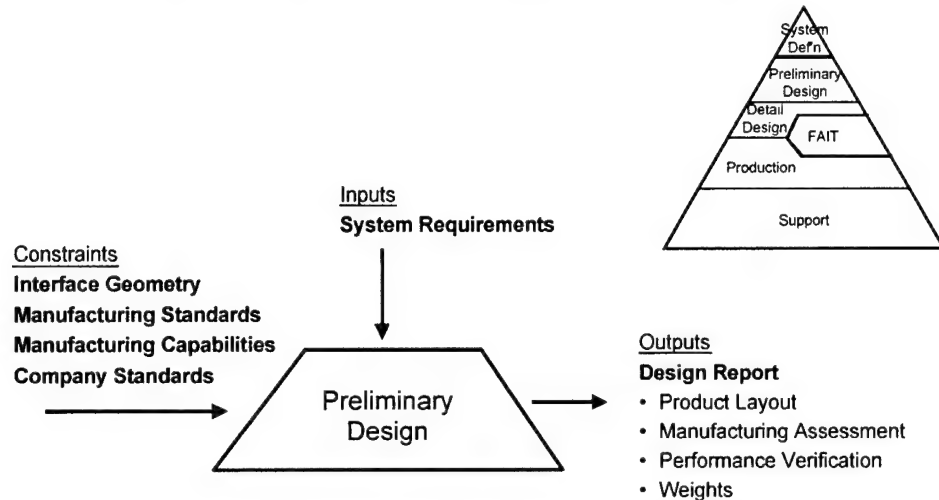 System
Def'n
Preliminary
Design
Detail
Design
FAIT
Production
Support
Inputs
System Requirements
Constraints
Interface Geometry
Manufacturing Standards
Manufacturing Capabilities
Company Standards
Preliminary
Design
Outputs
Design Report
• Product Layout
• Manufacturing Assessment
• Performance Verification
• Weights